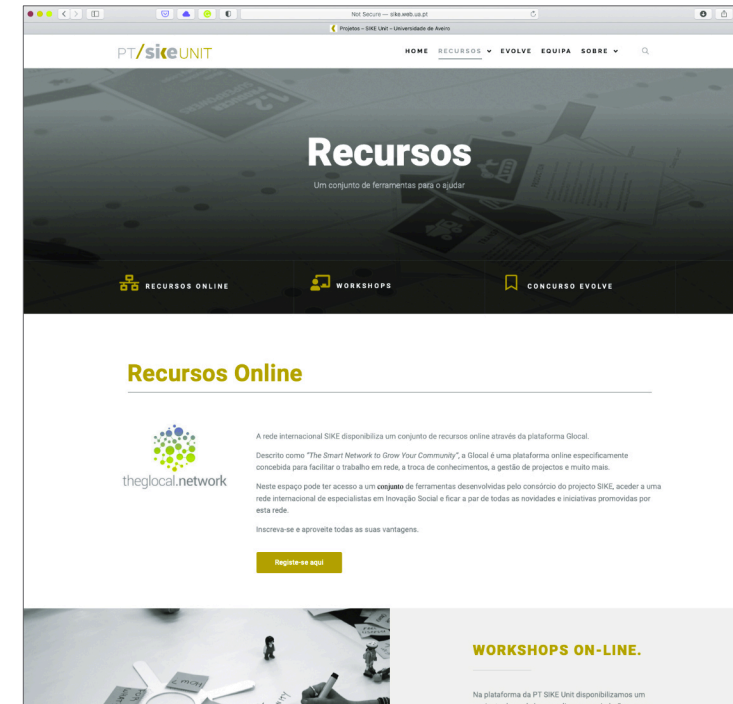 Not Secure — sike.web.ua.pt
Projetos – SIKE Unit – Universidade de Aveiro
PT/sikeUNIT
HOME RECURSOS EVOLVE EQUIPA SOBRE
Recursos
Um conjunto de ferramentas para o ajudar
RECURSOS ONLINE
WORKSHOPS
CONCURSO EVOLVE
Recursos Online
theglocal.network
A rede internacional SIKE disponibiliza um conjunto de recursos online através da plataforma Glocal.
Descrito como "The Smart Network to Grow Your Community", a Glocal é uma plataforma online especificamente
concebida para facilitar o trabalho em rede, a troca de conhecimentos, a gestão de projectos e muito mais.
Neste espaço pode ter acesso a um conjunto de ferramentas desenvolvidas pelo consórcio do projecto SIKE, aceder a uma
rede internacional de especialistas em Inovação Social e ficar a par de todas as novidades e iniciativas promovidas por
esta rede.
Inscreva-se e aproveite todas as suas vantagens.
Registe-se aqui
WORKSHOPS ON-LINE.
Na plataforma da PT SIKE Unit disponibilizamos um